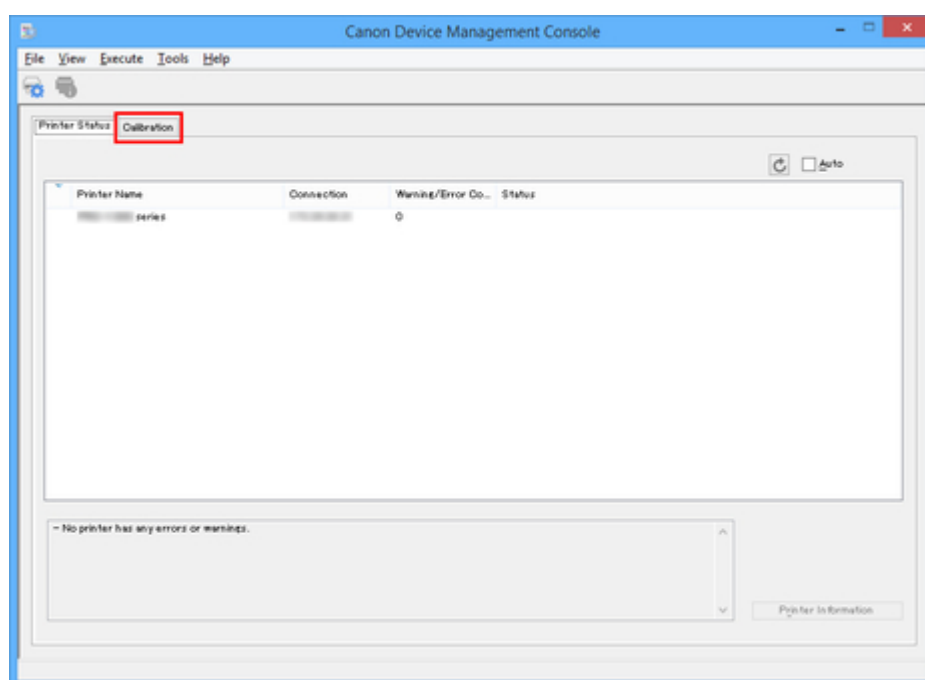 Canon Device Management Console
File View Execute Tools Help
Printer Status Calibration
Auto
Printer Name Connection Warning/Error Co... Status
series 0
- No printer has any errors or warnings.
Printer Information